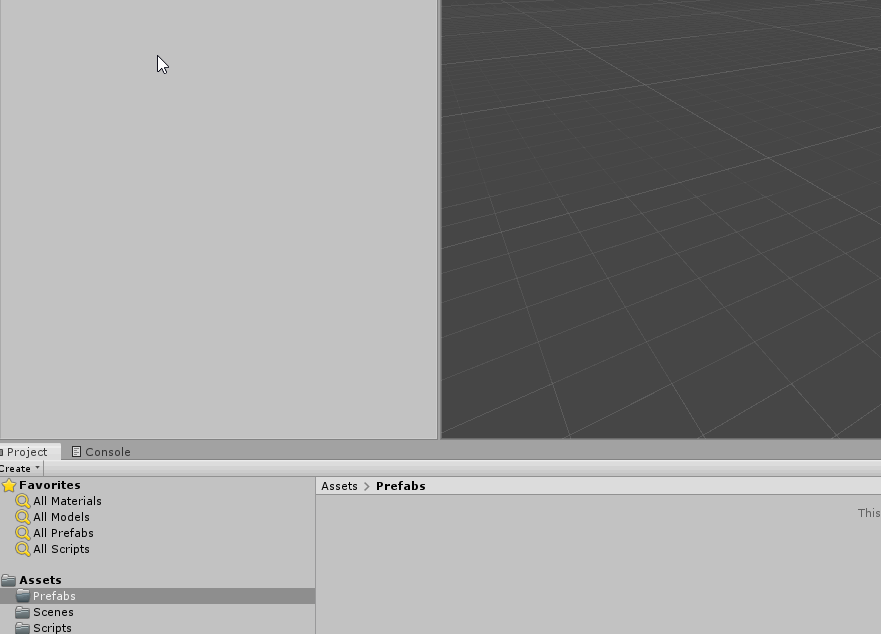 Project
Console
Create
Favorites
All Materials
All Models
All Prefabs
All Scripts
Assets
Prefabs
Scenes
Scripts
Assets > Prefabs
This